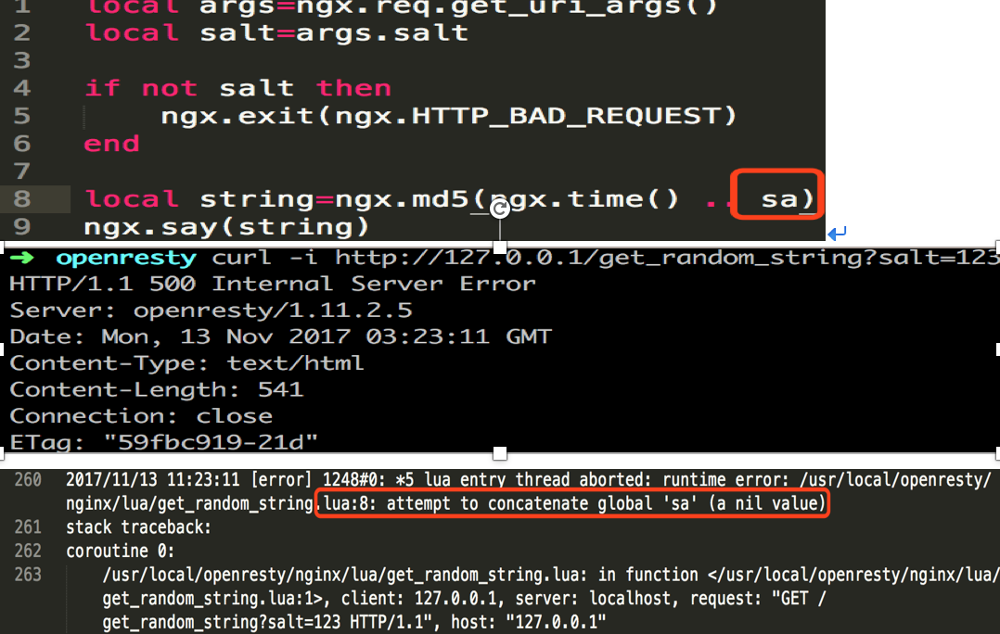 1 local args=ngx.req.get_uri_args()
2 local salt=args.salt
3
4 if not salt then
5 ngx.exit(ngx.HTTP_BAD_REQUEST)
6 end
7
8 local string=ngx.md5(ngx.time() .. sa)
9 ngx.say(string)
→ openresty curl -i http://127.0.0.1/get_random_string?salt=123
HTTP/1.1 500 Internal Server Error
Server: openresty/1.11.2.5
Date: Mon, 13 Nov 2017 03:23:11 GMT
Content-Type: text/html
Content-Length: 541
Connection: close
ETag: "59fbc919-21d"
260 2017/11/13 11:23:11 [error] 1248#0: *5 lua entry thread aborted: runtime error: /usr/local/openresty/
nginx/lua/get_random_string.lua:8: attempt to concatenate global 'sa' (a nil value)
261 stack traceback:
262 coroutine 0:
263 /usr/local/openresty/nginx/lua/get_random_string.lua: in function </usr/local/openresty/nginx/lua/
get_random_string.lua:1>, client: 127.0.0.1, server: localhost, request: "GET /
get_random_string?salt=123 HTTP/1.1", host: "127.0.0.1"